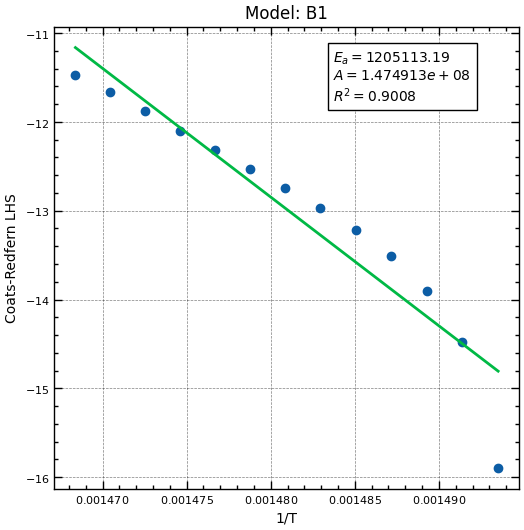 Model: B1
−11
−12
−13
−14
−15
−16
Coats-Redfern LHS
E_a = 1205113.19
A = 1.474913e + 08
R² = 0.9008
0.001470 0.001475 0.001480 0.001485 0.001490
1/T